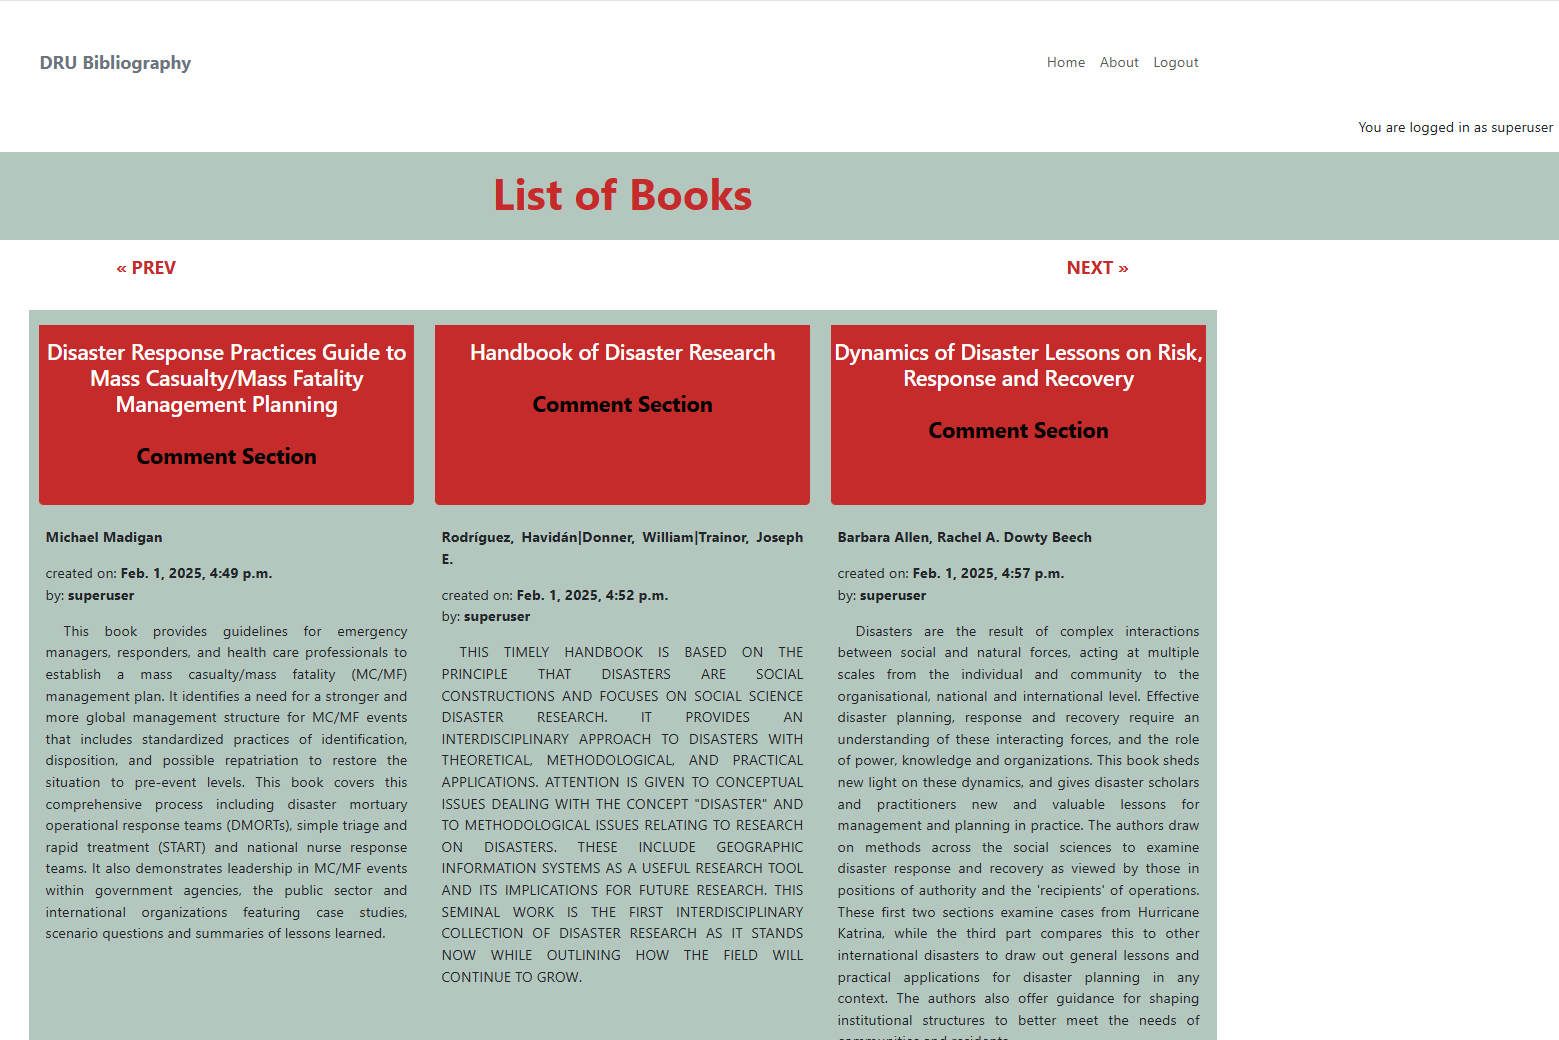 DRU Bibliography
Home About Logout
You are logged in as superuser
List of Books
« PREV
NEXT »
Disaster Response Practices Guide to
Mass Casualty/Mass Fatality
Management Planning
Comment Section
Michael Madigan
created on: Feb. 1, 2025, 4:49 p.m.
by: superuser
This book provides guidelines for emergency
managers, responders, and health care professionals to
establish a mass casualty/mass fatality (MC/MF)
management plan. It identifies a need for a stronger and
more global management structure for MC/MF events
that includes standardized practices of identification,
disposition, and possible repatriation to restore the
situation to pre-event levels. This book covers this
comprehensive process including disaster mortuary
operational response teams (DMORTs), simple triage and
rapid treatment (START) and national nurse response
teams. It also demonstrates leadership in MC/MF events
within government agencies, the public sector and
international organizations featuring case studies,
scenario questions and summaries of lessons learned.
Handbook of Disaster Research
Comment Section
Rodríguez, Havidán|Donner, William|Trainor, Joseph
E.
created on: Feb. 1, 2025, 4:52 p.m.
by: superuser
THIS TIMELY HANDBOOK IS BASED ON THE
PRINCIPLE THAT DISASTERS ARE SOCIAL
CONSTRUCTIONS AND FOCUSES ON SOCIAL SCIENCE
DISASTER RESEARCH. IT PROVIDES AN
INTERDISCIPLINARY APPROACH TO DISASTERS WITH
THEORETICAL, METHODOLOGICAL, AND PRACTICAL
APPLICATIONS. ATTENTION IS GIVEN TO CONCEPTUAL
ISSUES DEALING WITH THE CONCEPT "DISASTER" AND
TO METHODOLOGICAL ISSUES RELATING TO RESEARCH
ON DISASTERS. THESE INCLUDE GEOGRAPHIC
INFORMATION SYSTEMS AS A USEFUL RESEARCH TOOL
AND ITS IMPLICATIONS FOR FUTURE RESEARCH. THIS
SEMINAL WORK IS THE FIRST INTERDISCIPLINARY
COLLECTION OF DISASTER RESEARCH AS IT STANDS
NOW WHILE OUTLINING HOW THE FIELD WILL
CONTINUE TO GROW.
Dynamics of Disaster Lessons on Risk,
Response and Recovery
Comment Section
Barbara Allen, Rachel A. Dowty Beech
created on: Feb. 1, 2025, 4:57 p.m.
by: superuser
Disasters are the result of complex interactions
between social and natural forces, acting at multiple
scales from the individual and community to the
organisational, national and international level. Effective
disaster planning, response and recovery require an
understanding of these interacting forces, and the role
of power, knowledge and organizations. This book sheds
new light on these dynamics, and gives disaster scholars
and practitioners new and valuable lessons for
management and planning in practice. The authors draw
on methods across the social sciences to examine
disaster response and recovery as viewed by those in
positions of authority and the 'recipients' of operations.
These first two sections examine cases from Hurricane
Katrina, while the third part compares this to other
international disasters to draw out general lessons and
practical applications for disaster planning in any
context. The authors also offer guidance for shaping
institutional structures to better meet the needs of